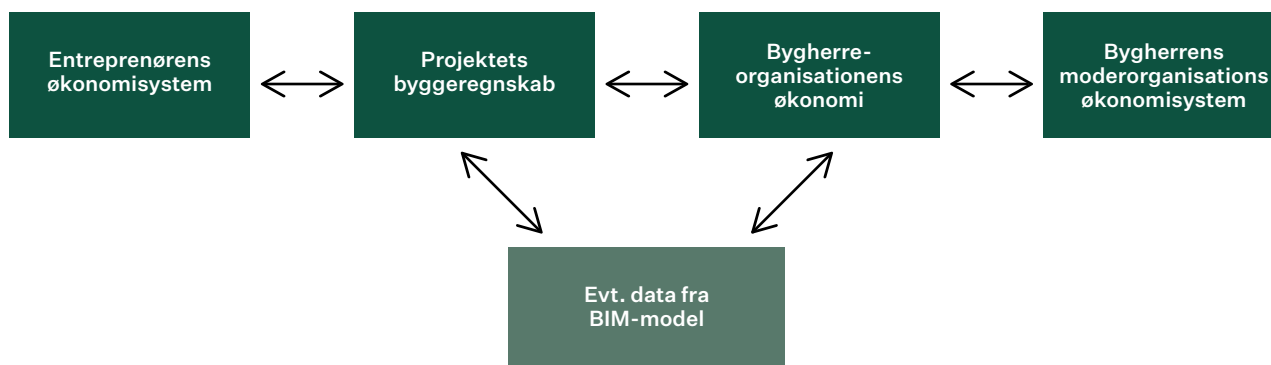 Entreprenørens
økonomisystem
Projektets
byggeregnskab
Bygherre-
organisationens
økonomi
Bygherrens
moderorganisations
økonomisystem
Evt. data fra
BIM-model